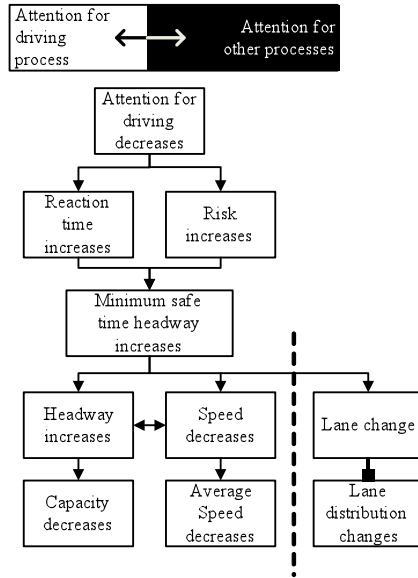 Attention for
driving
process
Attention for
other processes
Attention for
driving
decreases
Reaction
time
increases
Risk
increases
Minimum safe
time headway
increases
Headway
increases
Speed
decreases
Lane change
Capacity
decreases
Average
Speed
decreases
Lane
distribution
changes